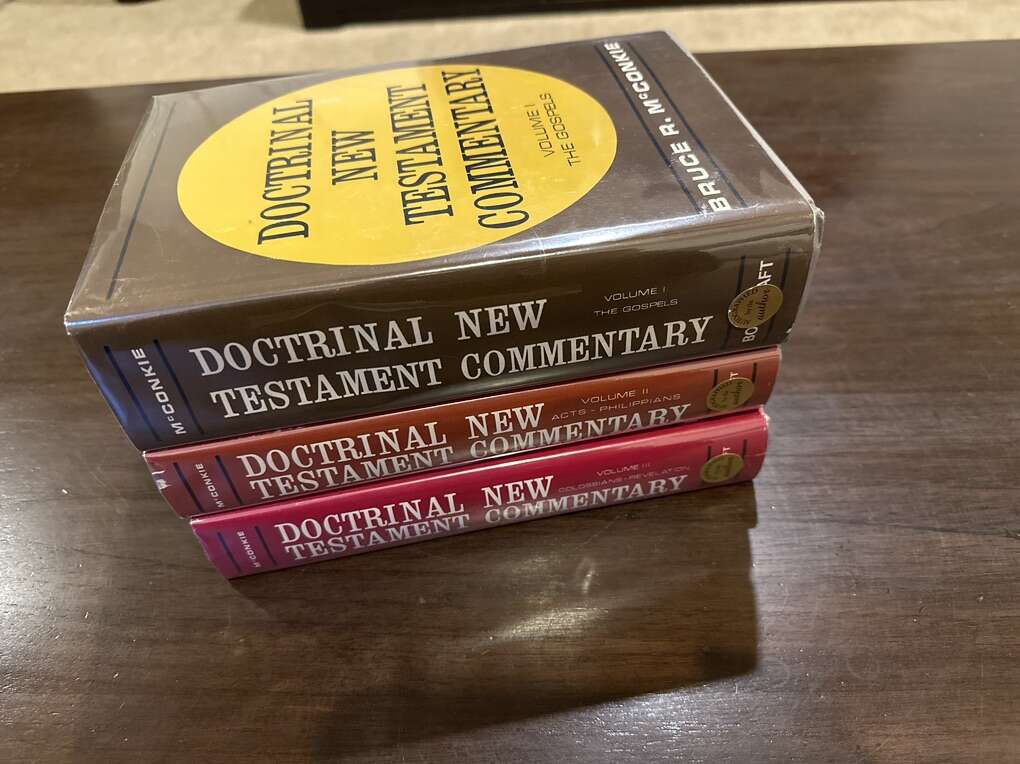 DOCTRINAL
NEW
TESTAMENT
COMMENTARY
VOLUME I
THE GOSPELS
BRUCE R. McCONKIE
McCONKIE
DOCTRINAL NEW
TESTAMENT COMMENTARY
VOLUME I
THE GOSPELS
McCONKIE
DOCTRINAL NEW
TESTAMENT COMMENTARY
VOLUME II
ACTS - PHILIPPIANS
McCONKIE
DOCTRINAL NEW
TESTAMENT COMMENTARY
VOLUME III
COLOSSIANS - REVELATION